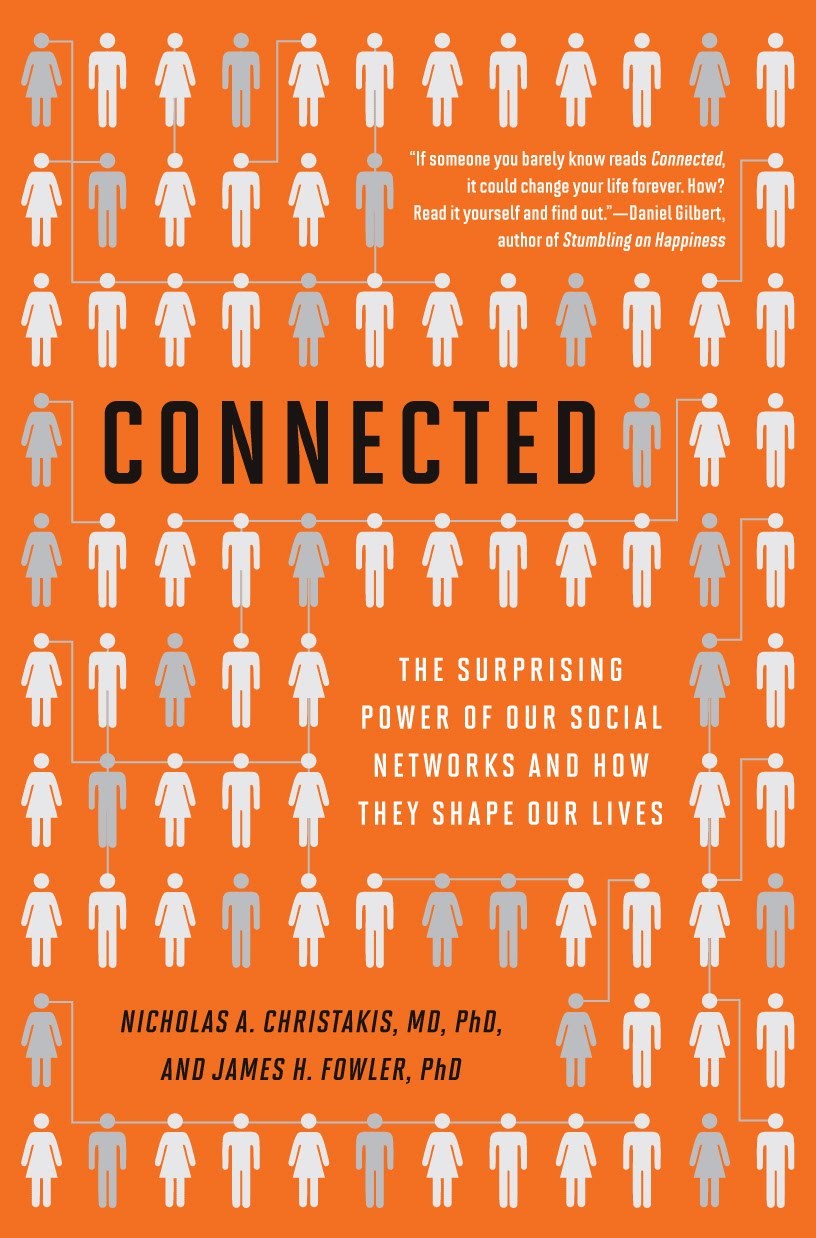 “If someone you barely know reads Connected,
it could change your life forever. How?
Read it yourself and find out.”—Daniel Gilbert,
author of Stumbling on Happiness
CONNECTED
THE SURPRISING
POWER OF OUR SOCIAL
NETWORKS AND HOW
THEY SHAPE OUR LIVES
NICHOLAS A. CHRISTAKIS, MD, PhD,
AND JAMES H. FOWLER, PhD